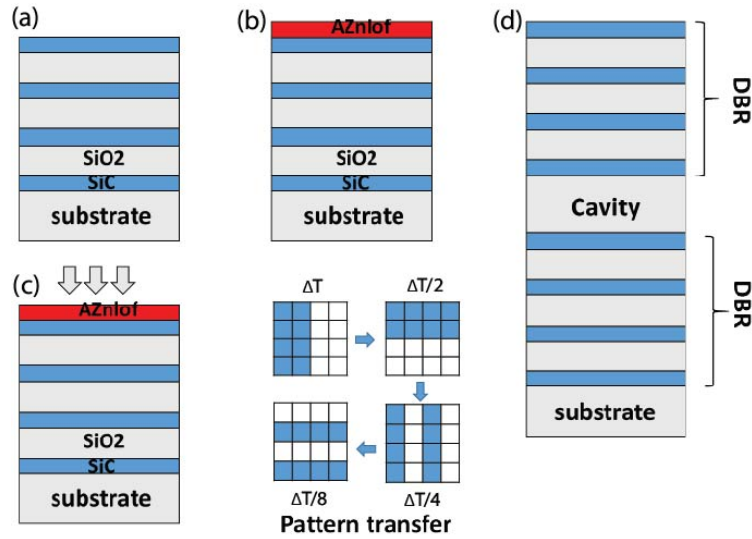 (a)
SiO2
SiC
substrate
(b)
AZnlof
SiO2
SiC
substrate
(c)
AZnlof
SiO2
SiC
substrate
ΔT
ΔT/2
ΔT/8
ΔT/4
Pattern transfer
(d)
DBR
Cavity
DBR
substrate